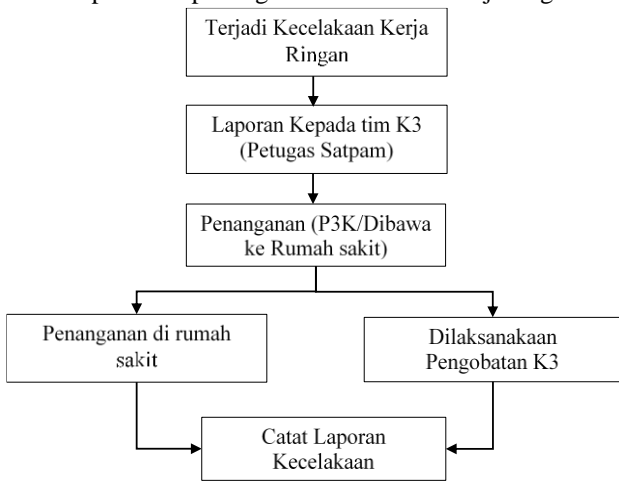 Terjadi Kecelakaan Kerja
Ringan
Laporan Kepada tim K3
(Petugas Satpam)
Penanganan (P3K/Dibawa
ke Rumah sakit)
Penanganan di rumah
sakit
Dilaksanakaan
Pengobatan K3
Catat Laporan
Kecelakaan